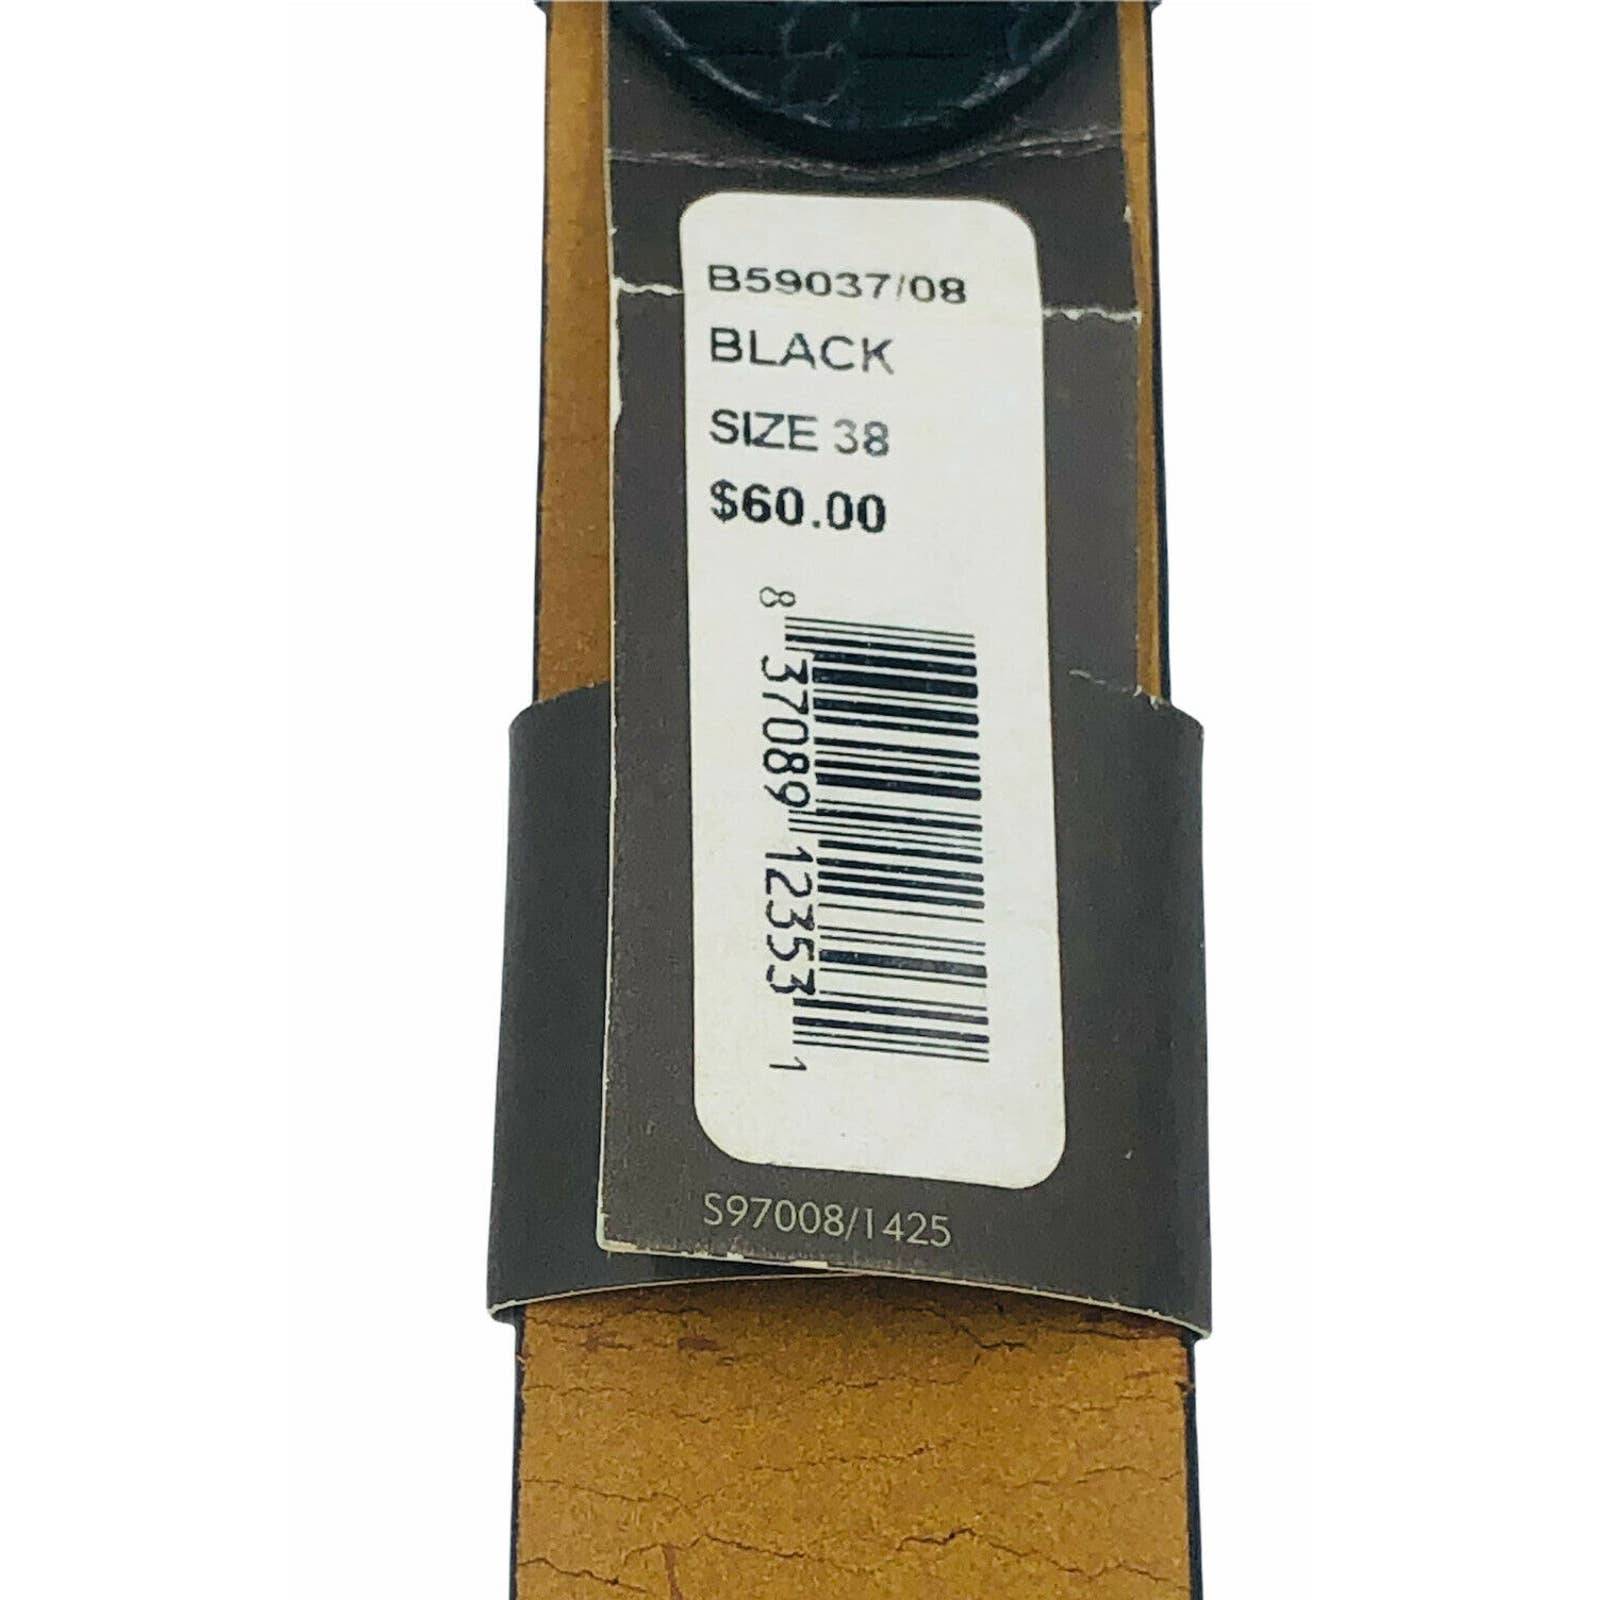 B59037/08
BLACK
SIZE 38
$60.00
8 37089 12353 1
S97008/1425